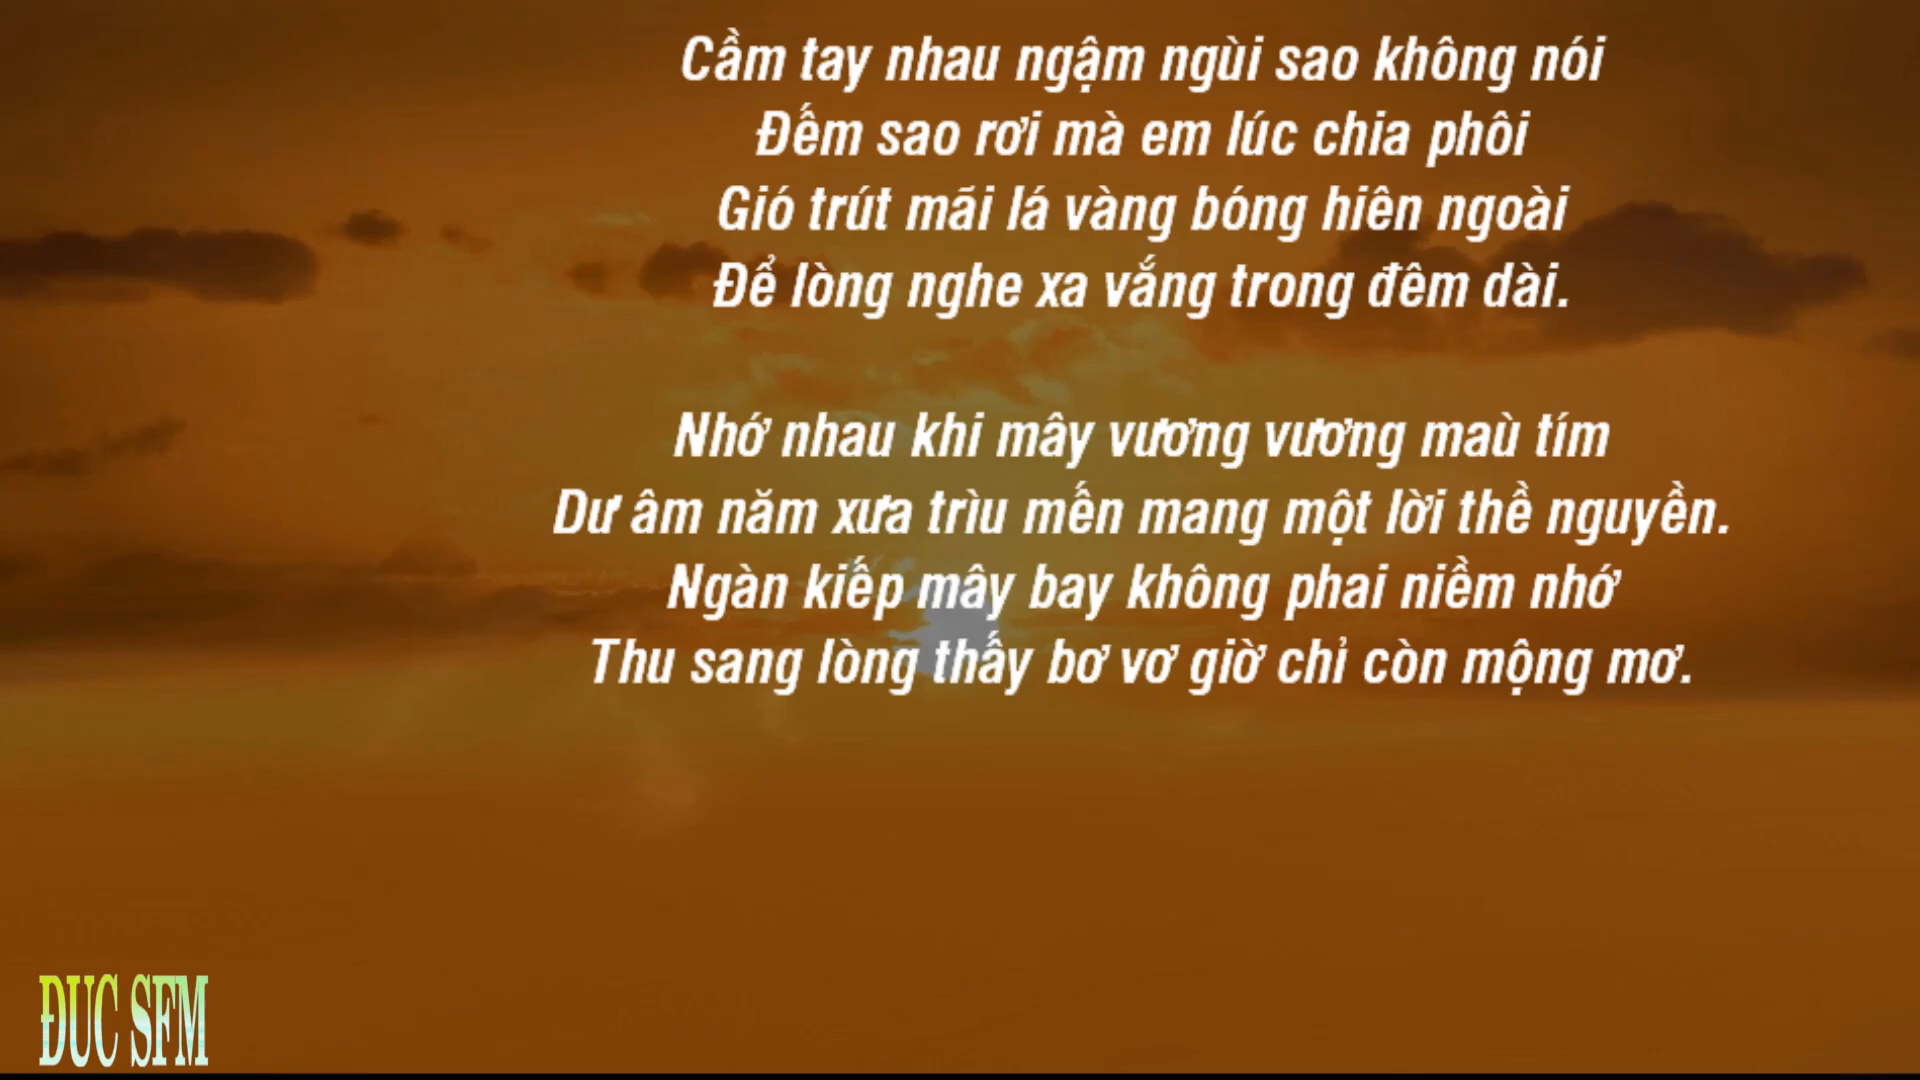 Cầm tay nhau ngậm ngùi sao không nói
Đếm sao rơi mà em lúc chia phôi
Gió trút mãi lá vàng bóng hiên ngoài
Để lòng nghe xa vắng trong đêm dài.
Nhớ nhau khi mây vương vương maù tím
Dư âm năm xưa trìu mến mang một lời thề nguyền.
Ngàn kiếp mây bay không phai niềm nhớ
Thu sang lòng thấy bơ vơ giờ chỉ còn mộng mơ.
ĐUC SFM